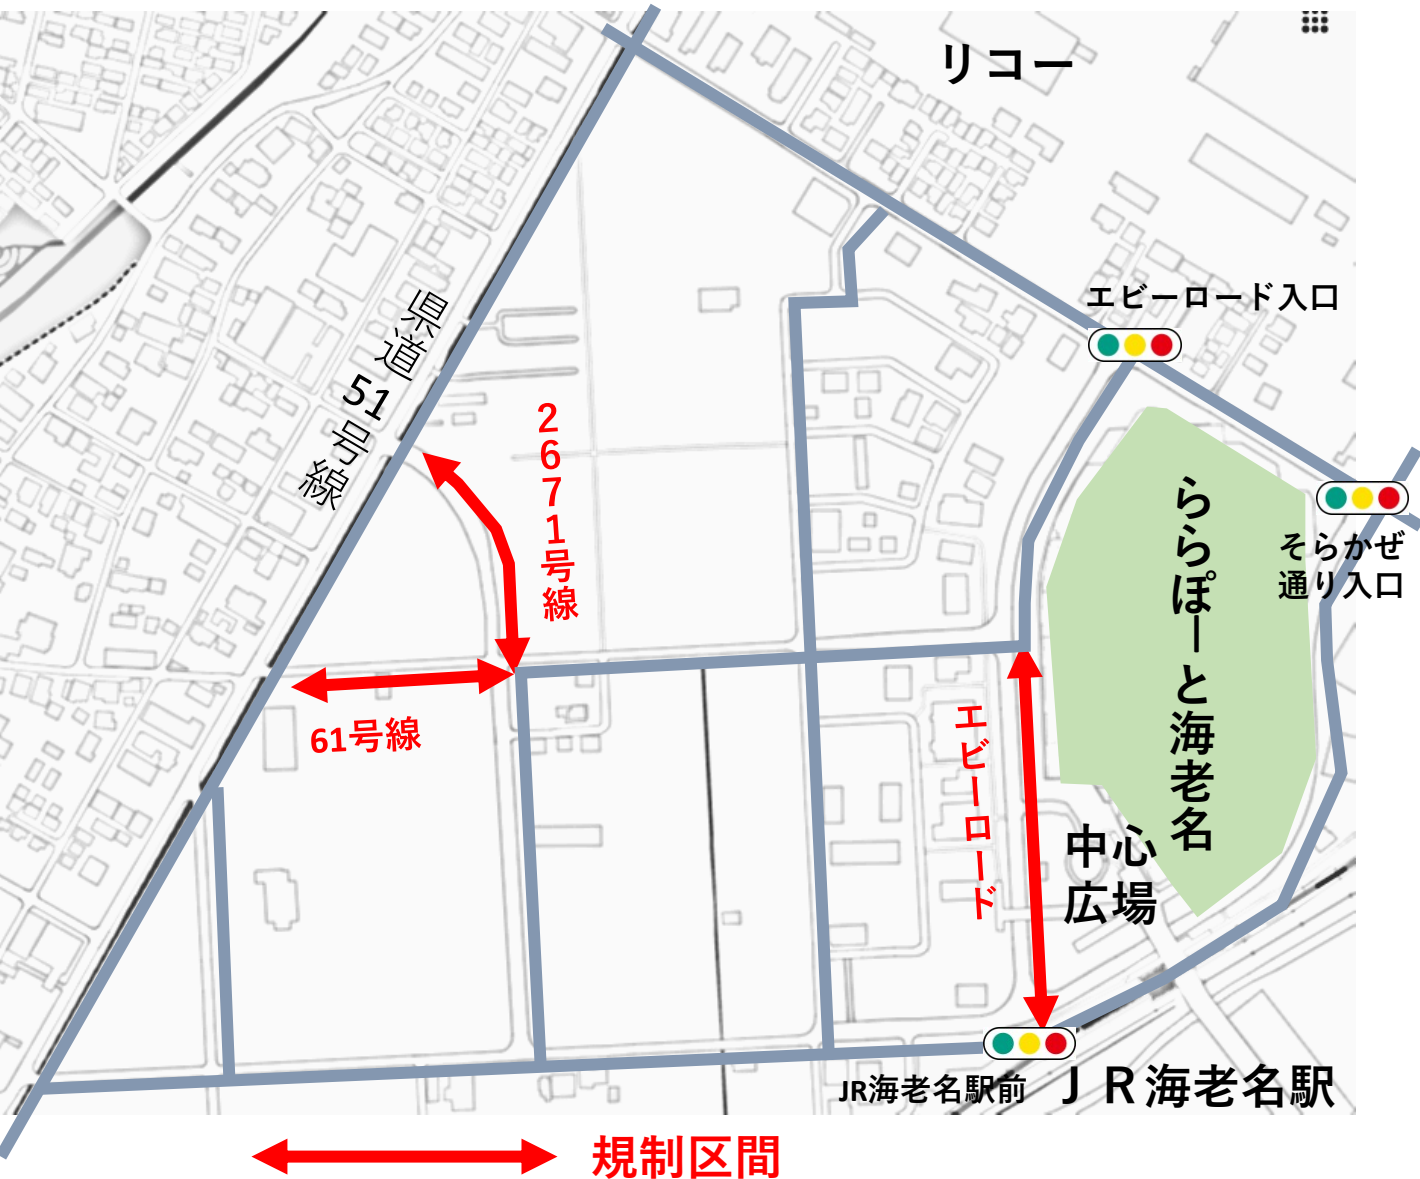 リコー
エビーロード入口
県道51号線
2671号線
ららぽーと海老名
そらかぜ
通り入口
61号線
エビーロード
中心
広場
JR海老名駅前
ＪＲ海老名駅
規制区間